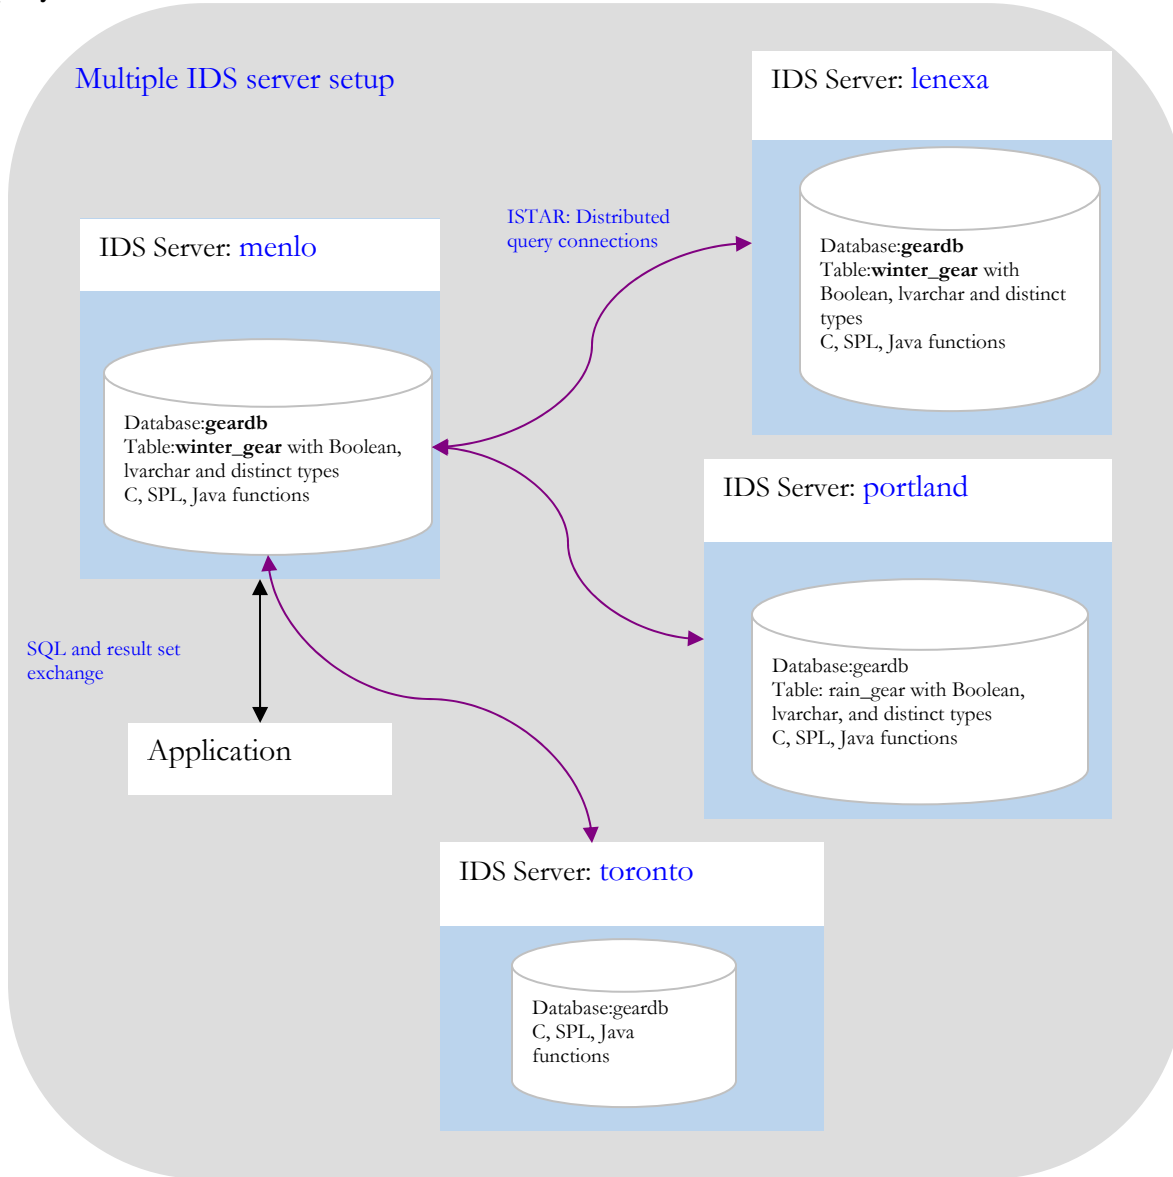 Multiple IDS server setup
IDS Server: lenexa
Database:geardb
Table:winter_gear with
Boolean, lvarchar and distinct
types
C, SPL, Java functions
ISTAR: Distributed
query connections
IDS Server: menlo
Database:geardb
Table:winter_gear with Boolean,
lvarchar and distinct types
C, SPL, Java functions
IDS Server: portland
Database:geardb
Table: rain_gear with Boolean,
lvarchar, and distinct types
C, SPL, Java functions
SQL and result set
exchange
Application
IDS Server: toronto
Database:geardb
C, SPL, Java
functions